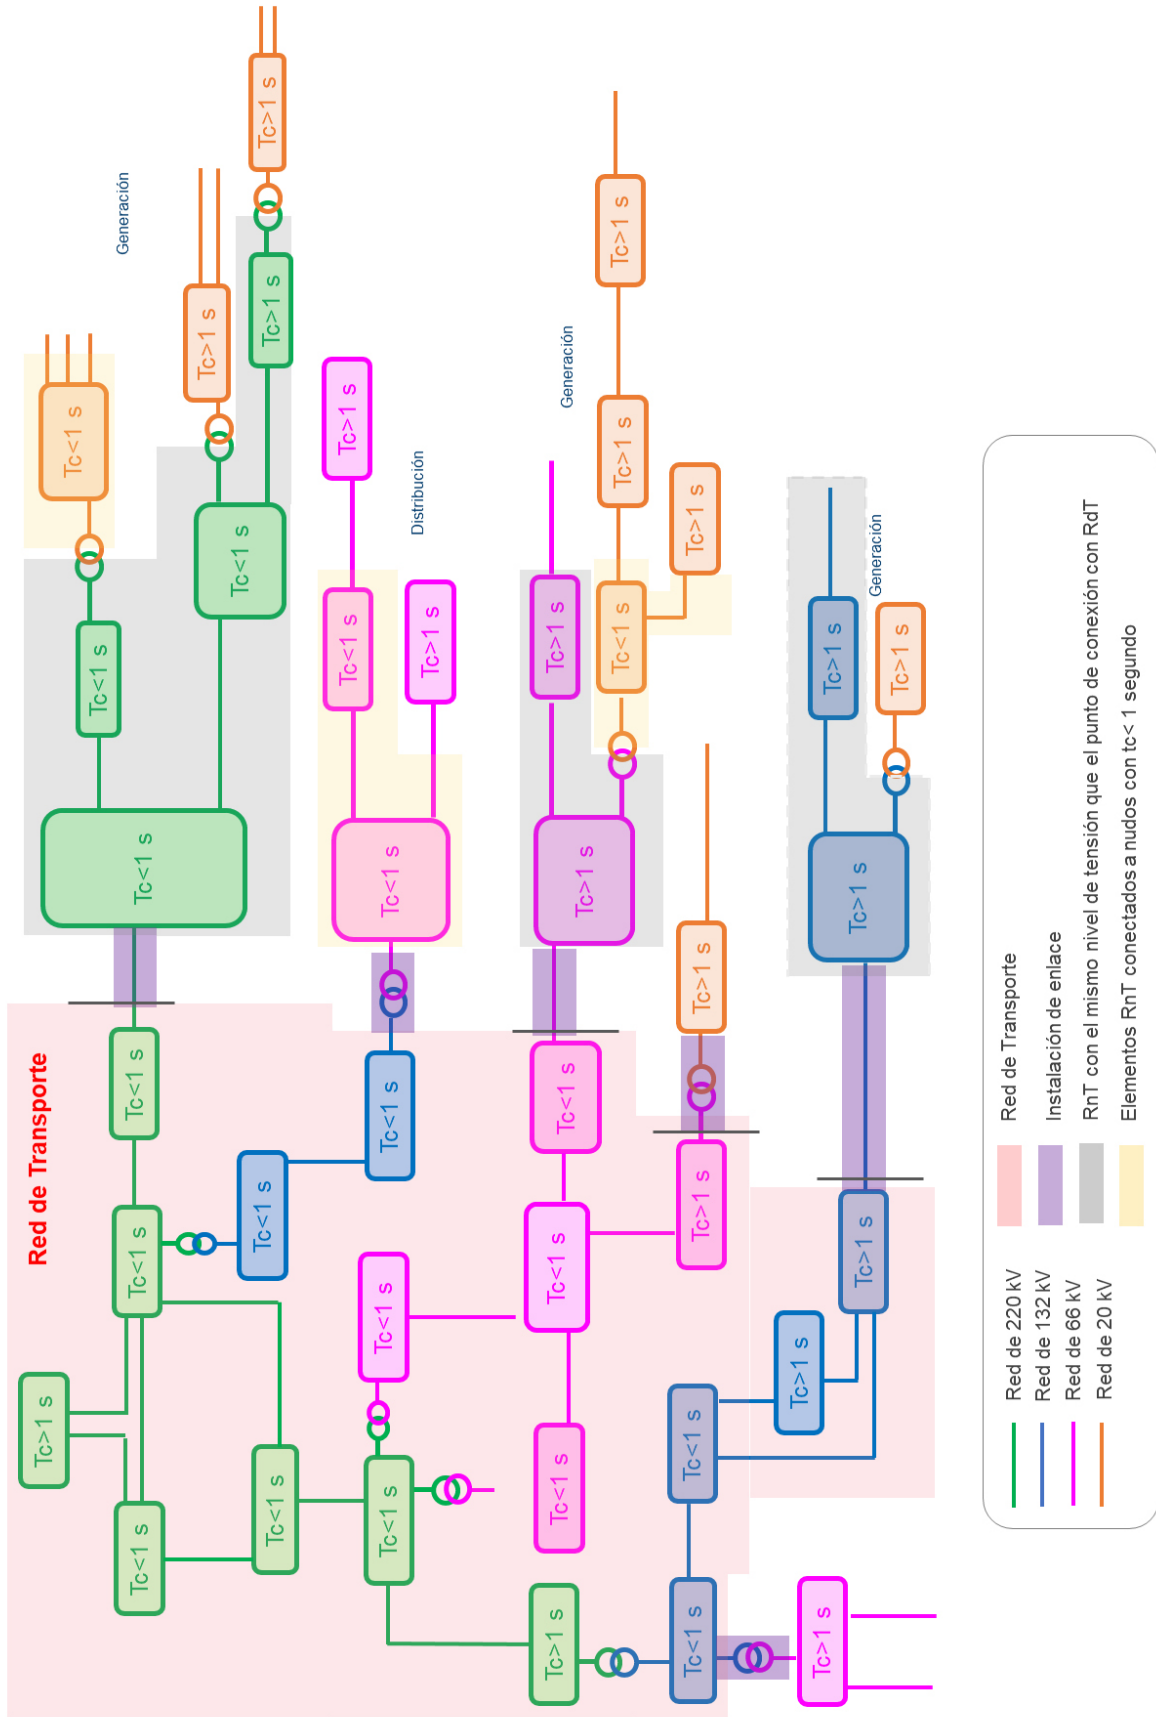 Red de Transporte
Tc>1 s
Tc<1 s
Tc<1 s
Generación
Tc<1 s
Tc<1 s
Tc<1 s
Tc<1 s
Tc>1 s
Tc<1 s
Tc<1 s
Tc<1 s
Tc>1 s
Tc>1 s
Tc<1 s
Tc>1 s
Tc<1 s
Tc<1 s
Tc<1 s
Tc<1 s
Tc>1 s
Distribución
Tc>1 s
Tc<1 s
Tc<1 s
Tc<1 s
Tc>1 s
Tc>1 s
Generación
Tc<1 s
Tc>1 s
Tc>1 s
Tc<1 s
Tc<1 s
Tc>1 s
Tc>1 s
Tc>1 s
Tc>1 s
Tc>1 s
Tc>1 s
Tc>1 s
Tc>1 s
Generación
Tc>1 s
Red de 220 kV
Red de 132 kV
Red de 66 kV
Red de 20 kV
Red de Transporte
Instalación de enlace
RnT con el mismo nivel de tensión que el punto de conexión con RdT
Elementos RnT conectados a nudos con tc< 1 segundo